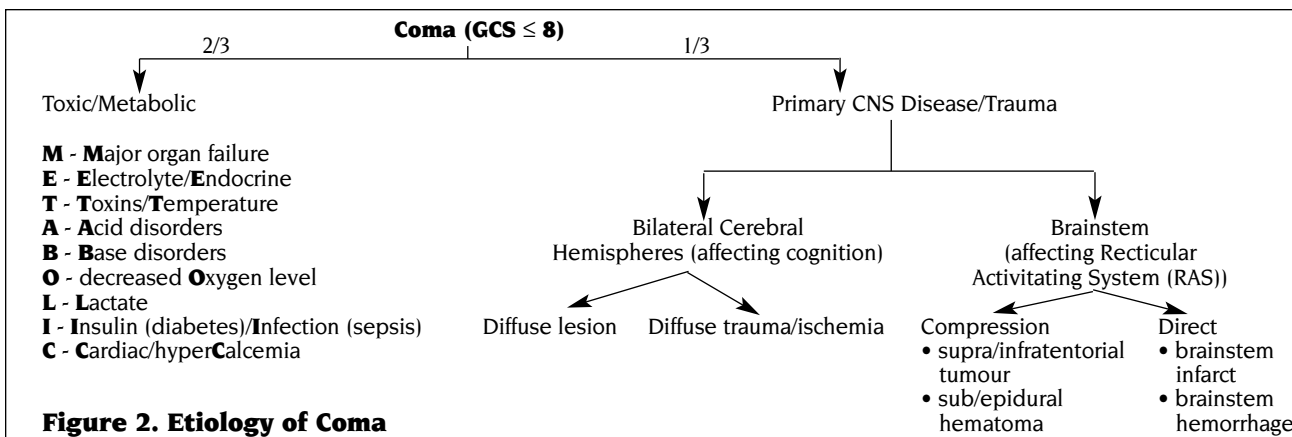 Coma (GCS ≤ 8)
2/3
1/3
Toxic/Metabolic
M - Major organ failure
E - Electrolyte/Endocrine
T - Toxins/Temperature
A - Acid disorders
B - Base disorders
O - decreased Oxygen level
L - Lactate
I - Insulin (diabetes)/Infection (sepsis)
C - Cardiac/hyperCalcemia
Primary CNS Disease/Trauma
Bilateral Cerebral
Hemispheres (affecting cognition)
Diffuse lesion
Diffuse trauma/ischemia
Brainstem
(affecting Recticular
Activitating System (RAS))
Compression
• supra/infratentorial
tumour
• sub/epidural
hematoma
Direct
• brainstem
infarct
• brainstem
hemorrhage
Figure 2. Etiology of Coma